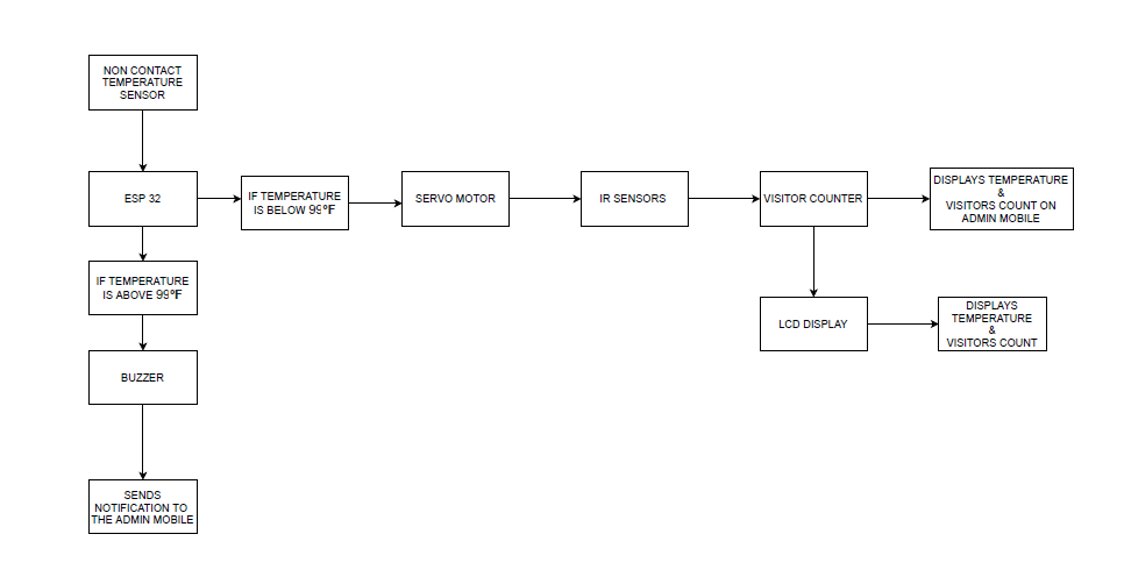 NON CONTACT
TEMPERATURE
SENSOR
ESP 32
IF TEMPERATURE
IS BELOW 99°F
SERVO MOTOR
IR SENSORS
VISITOR COUNTER
DISPLAYS TEMPERATURE
&
VISITORS COUNT ON
ADMIN MOBILE
IF TEMPERATURE
IS ABOVE 99°F
LCD DISPLAY
DISPLAYS
TEMPERATURE
&
VISITORS COUNT
BUZZER
SENDS
NOTIFICATION TO
THE ADMIN MOBILE